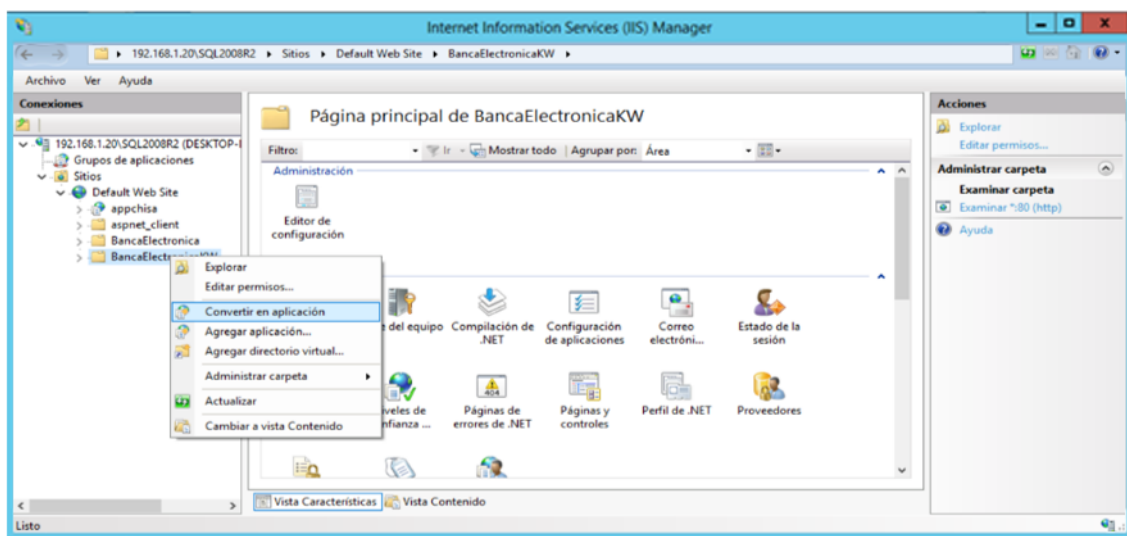 Internet Information Services (IIS) Manager
192.168.1.20\SQL2008R2 Sitios Default Web Site BancaElectronicaKW
Archivo Ver Ayuda
Conexiones
192.168.1.20\SQL2008R2 (DESKTOP-
Grupos de aplicaciones
Sitios
Default Web Site
appchisa
aspnet_client
BancaElectronica
Explorar
Editar permisos...
Convertir en aplicación
Agregar aplicación...
Agregar directorio virtual...
Administrar carpeta
Actualizar
Cambiar a vista Contenido
Página principal de BancaElectronicaKW
Filtro: Ir Mostrar todo Agrupar por: Área
Administración
Editor de
configuración
del equipo
Compilación de
.NET
Configuración
de aplicaciones
Correo
electróni...
Estado de la
sesión
Páginas de
errores de .NET
Páginas y
controles
Perfil de .NET
Proveedores
Vista Características Vista Contenido
Acciones
Explorar
Editar permisos...
Administrar carpeta
Examinar carpeta
Examinar *:80 (http)
Ayuda
Listo